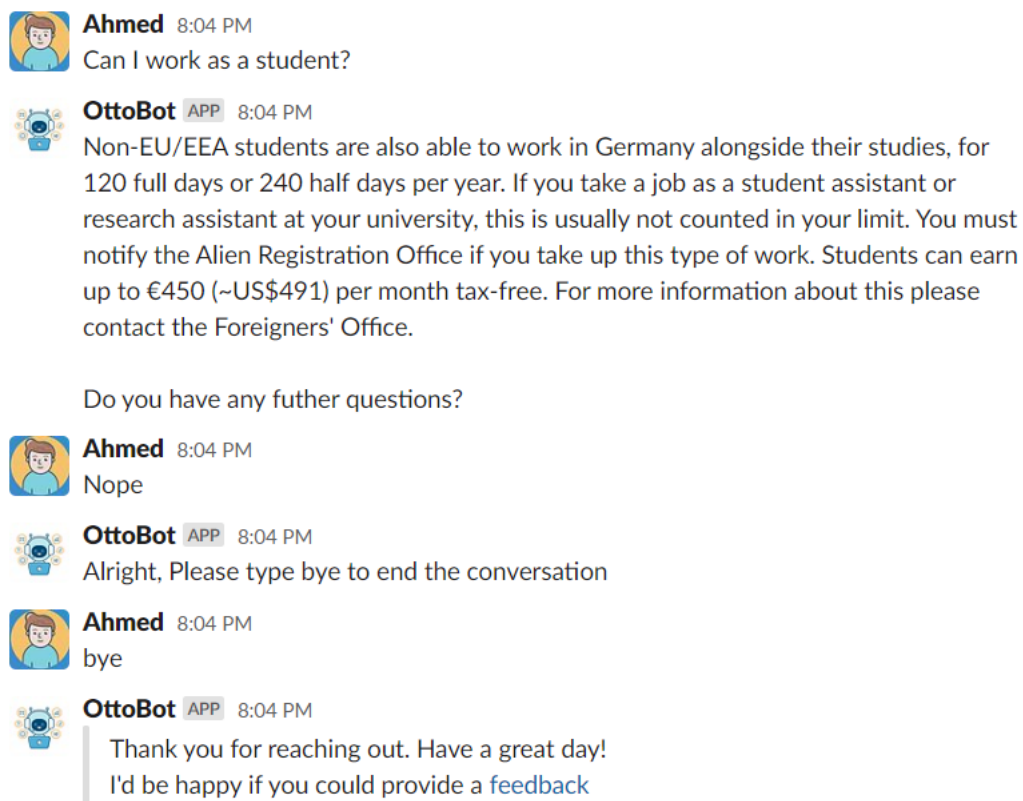 Ahmed 8:04 PM
Can I work as a student?
OttoBot APP 8:04 PM
Non-EU/EEA students are also able to work in Germany alongside their studies, for
120 full days or 240 half days per year. If you take a job as a student assistant or
research assistant at your university, this is usually not counted in your limit. You must
notify the Alien Registration Office if you take up this type of work. Students can earn
up to €450 (~US$491) per month tax-free. For more information about this please
contact the Foreigners' Office.
Do you have any futher questions?
Ahmed 8:04 PM
Nope
OttoBot APP 8:04 PM
Alright, Please type bye to end the conversation
Ahmed 8:04 PM
bye
OttoBot APP 8:04 PM
Thank you for reaching out. Have a great day!
I'd be happy if you could provide a feedback